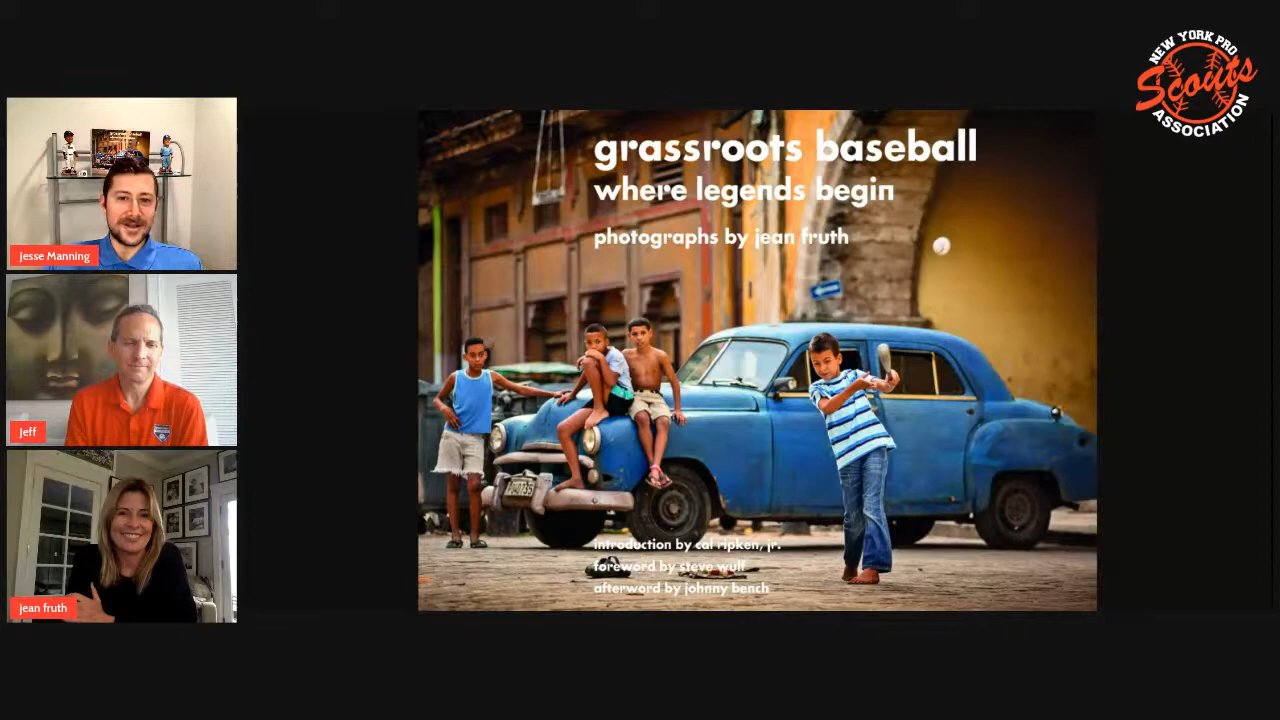 NEW YORK PRO
Scouts
ASSOCIATION
Jesse Manning
Jeff
jean fruth
grassroots baseball
where legends begin
photographs by jean fruth
introduction by cal ripken, jr.
foreword by steve wulf
afterword by johnny bench